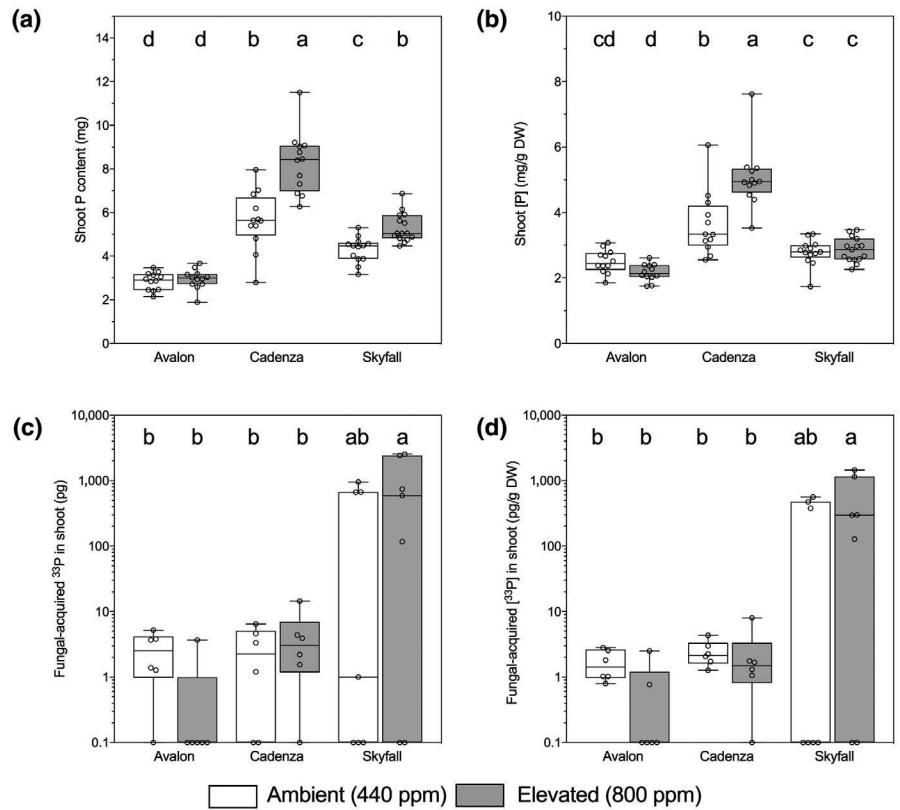 (a)
Shoot P content (mg)
14
12
10
8
6
4
2
0
d d b a c b
Avalon Cadenza Skyfall
(b)
Shoot [P] (mg/g DW)
10
8
6
4
2
0
cd d b a c c
Avalon Cadenza Skyfall
(c)
Fungal-acquired ³³P in shoot (pg)
10,000
1,000
100
10
1
0.1
b b b b ab a
Avalon Cadenza Skyfall
(d)
Fungal-acquired [³³P] in shoot (pg/g DW)
10,000
1,000
100
10
1
0.1
b b b b ab a
Avalon Cadenza Skyfall
Ambient (440 ppm) Elevated (800 ppm)